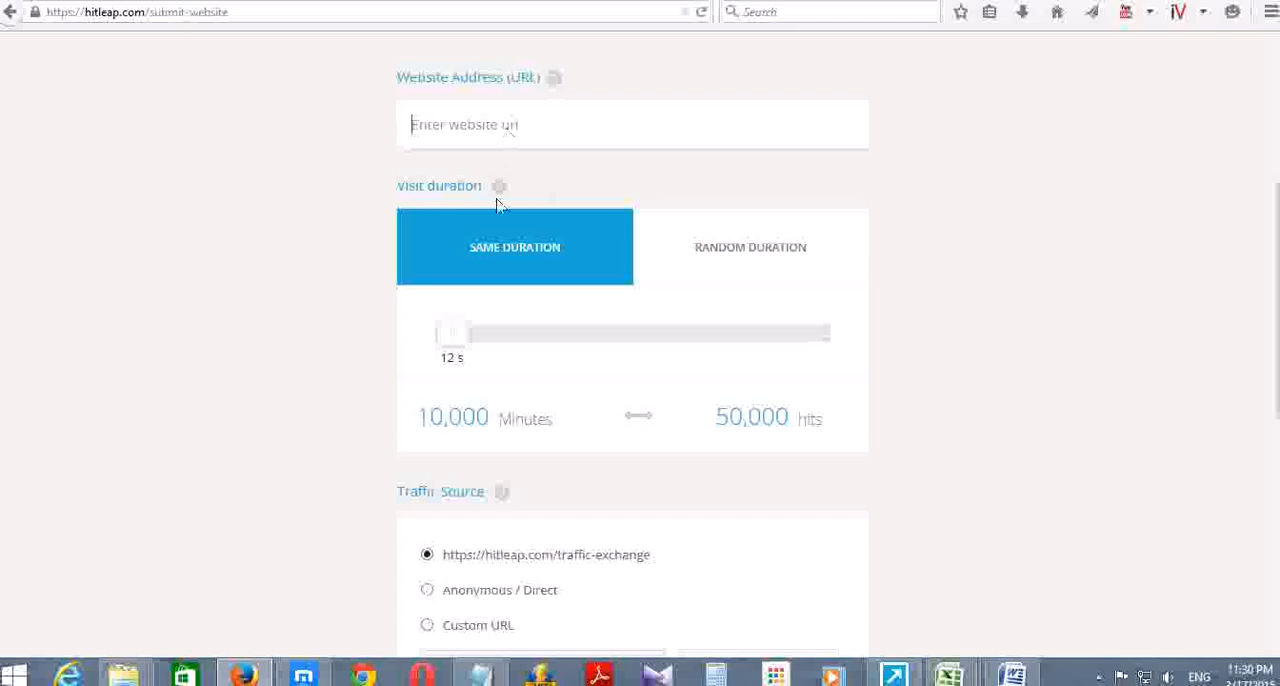 https://hitleap.com/submit-website
Search
Website Address (URL)
Enter website url
Visit duration
SAME DURATION
RANDOM DURATION
12 s
10,000 Minutes
50,000 hits
Traffic Source
https://hitleap.com/traffic-exchange
Anonymous / Direct
Custom URL
ENG
11:30 PM